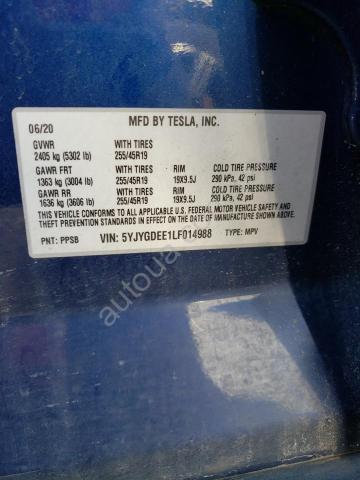 MFD BY TESLA, INC.
06/20
GVWR WITH TIRES
2405 kg (5302 lb) 255/45R19
GAWR FRT WITH TIRES RIM COLD TIRE PRESSURE
1363 kg (3004 lb) 255/45R19 19X9.5J 290 kPa, 42 psi
GAWR RR WITH TIRES RIM COLD TIRE PRESSURE
1636 kg (3606 lb) 255/45R19 19X9.5J 290 kPa, 42 psi
THIS VEHICLE CONFORMS TO ALL APPLICABLE U.S. FEDERAL MOTOR VEHICLE SAFETY AND
THEFT PREVENTION STANDARDS IN EFFECT ON THE DATE OF MANUFACTURE SHOWN ABOVE.
PNT: PPSB VIN: 5YJYGDEE1LF014988 TYPE: MPV